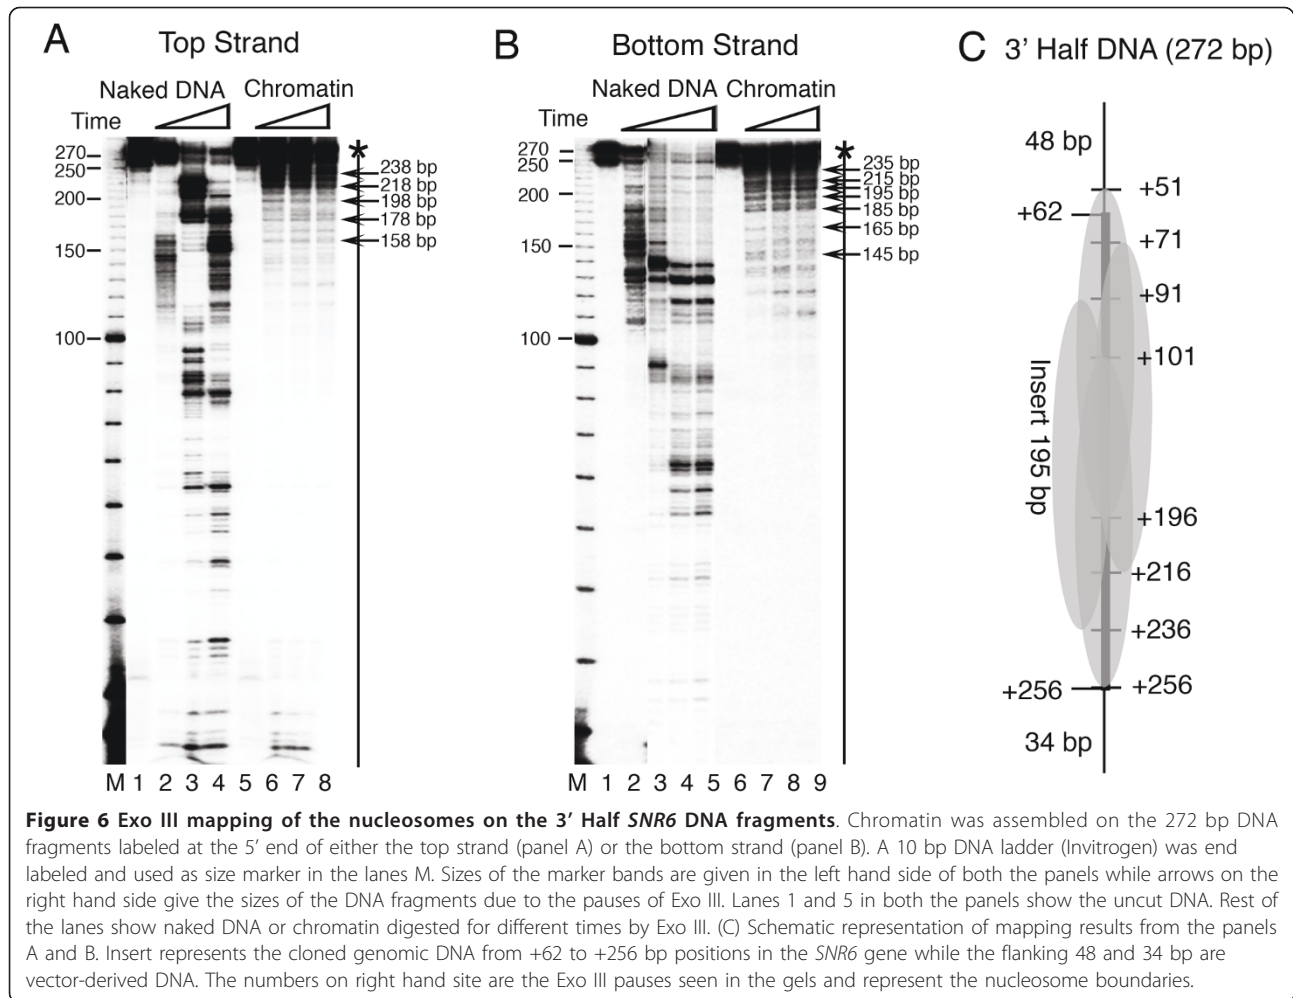 A
Top Strand
Naked DNA
Chromatin
Time
270
250
200
150
100
*
238 bp
218 bp
198 bp
178 bp
158 bp
M 1 2 3 4 5 6 7 8
B
Bottom Strand
Naked DNA
Chromatin
Time
270
260
200
150
100
*
235 bp
215 bp
195 bp
185 bp
165 bp
145 bp
M 1 2 3 4 5 6 7 8 9
C 3’ Half DNA (272 bp)
48 bp
+51
+62
+71
+91
+101
Insert 195 bp
+196
+216
+236
+256
+256
34 bp
Figure 6 Exo III mapping of the nucleosomes on the 3’ Half SNR6 DNA fragments. Chromatin was assembled on the 272 bp DNA
fragments labeled at the 5’ end of either the top strand (panel A) or the bottom strand (panel B). A 10 bp DNA ladder (Invitrogen) was end
labeled and used as size marker in the lanes M. Sizes of the marker bands are given in the left hand side of both the panels while arrows on the
right hand side give the sizes of the DNA fragments due to the pauses of Exo III. Lanes 1 and 5 in both the panels show the uncut DNA. Rest of
the lanes show naked DNA or chromatin digested for different times by Exo III. (C) Schematic representation of mapping results from the panels
A and B. Insert represents the cloned genomic DNA from +62 to +256 bp positions in the SNR6 gene while the flanking 48 and 34 bp are
vector-derived DNA. The numbers on right hand site are the Exo III pauses seen in the gels and represent the nucleosome boundaries.